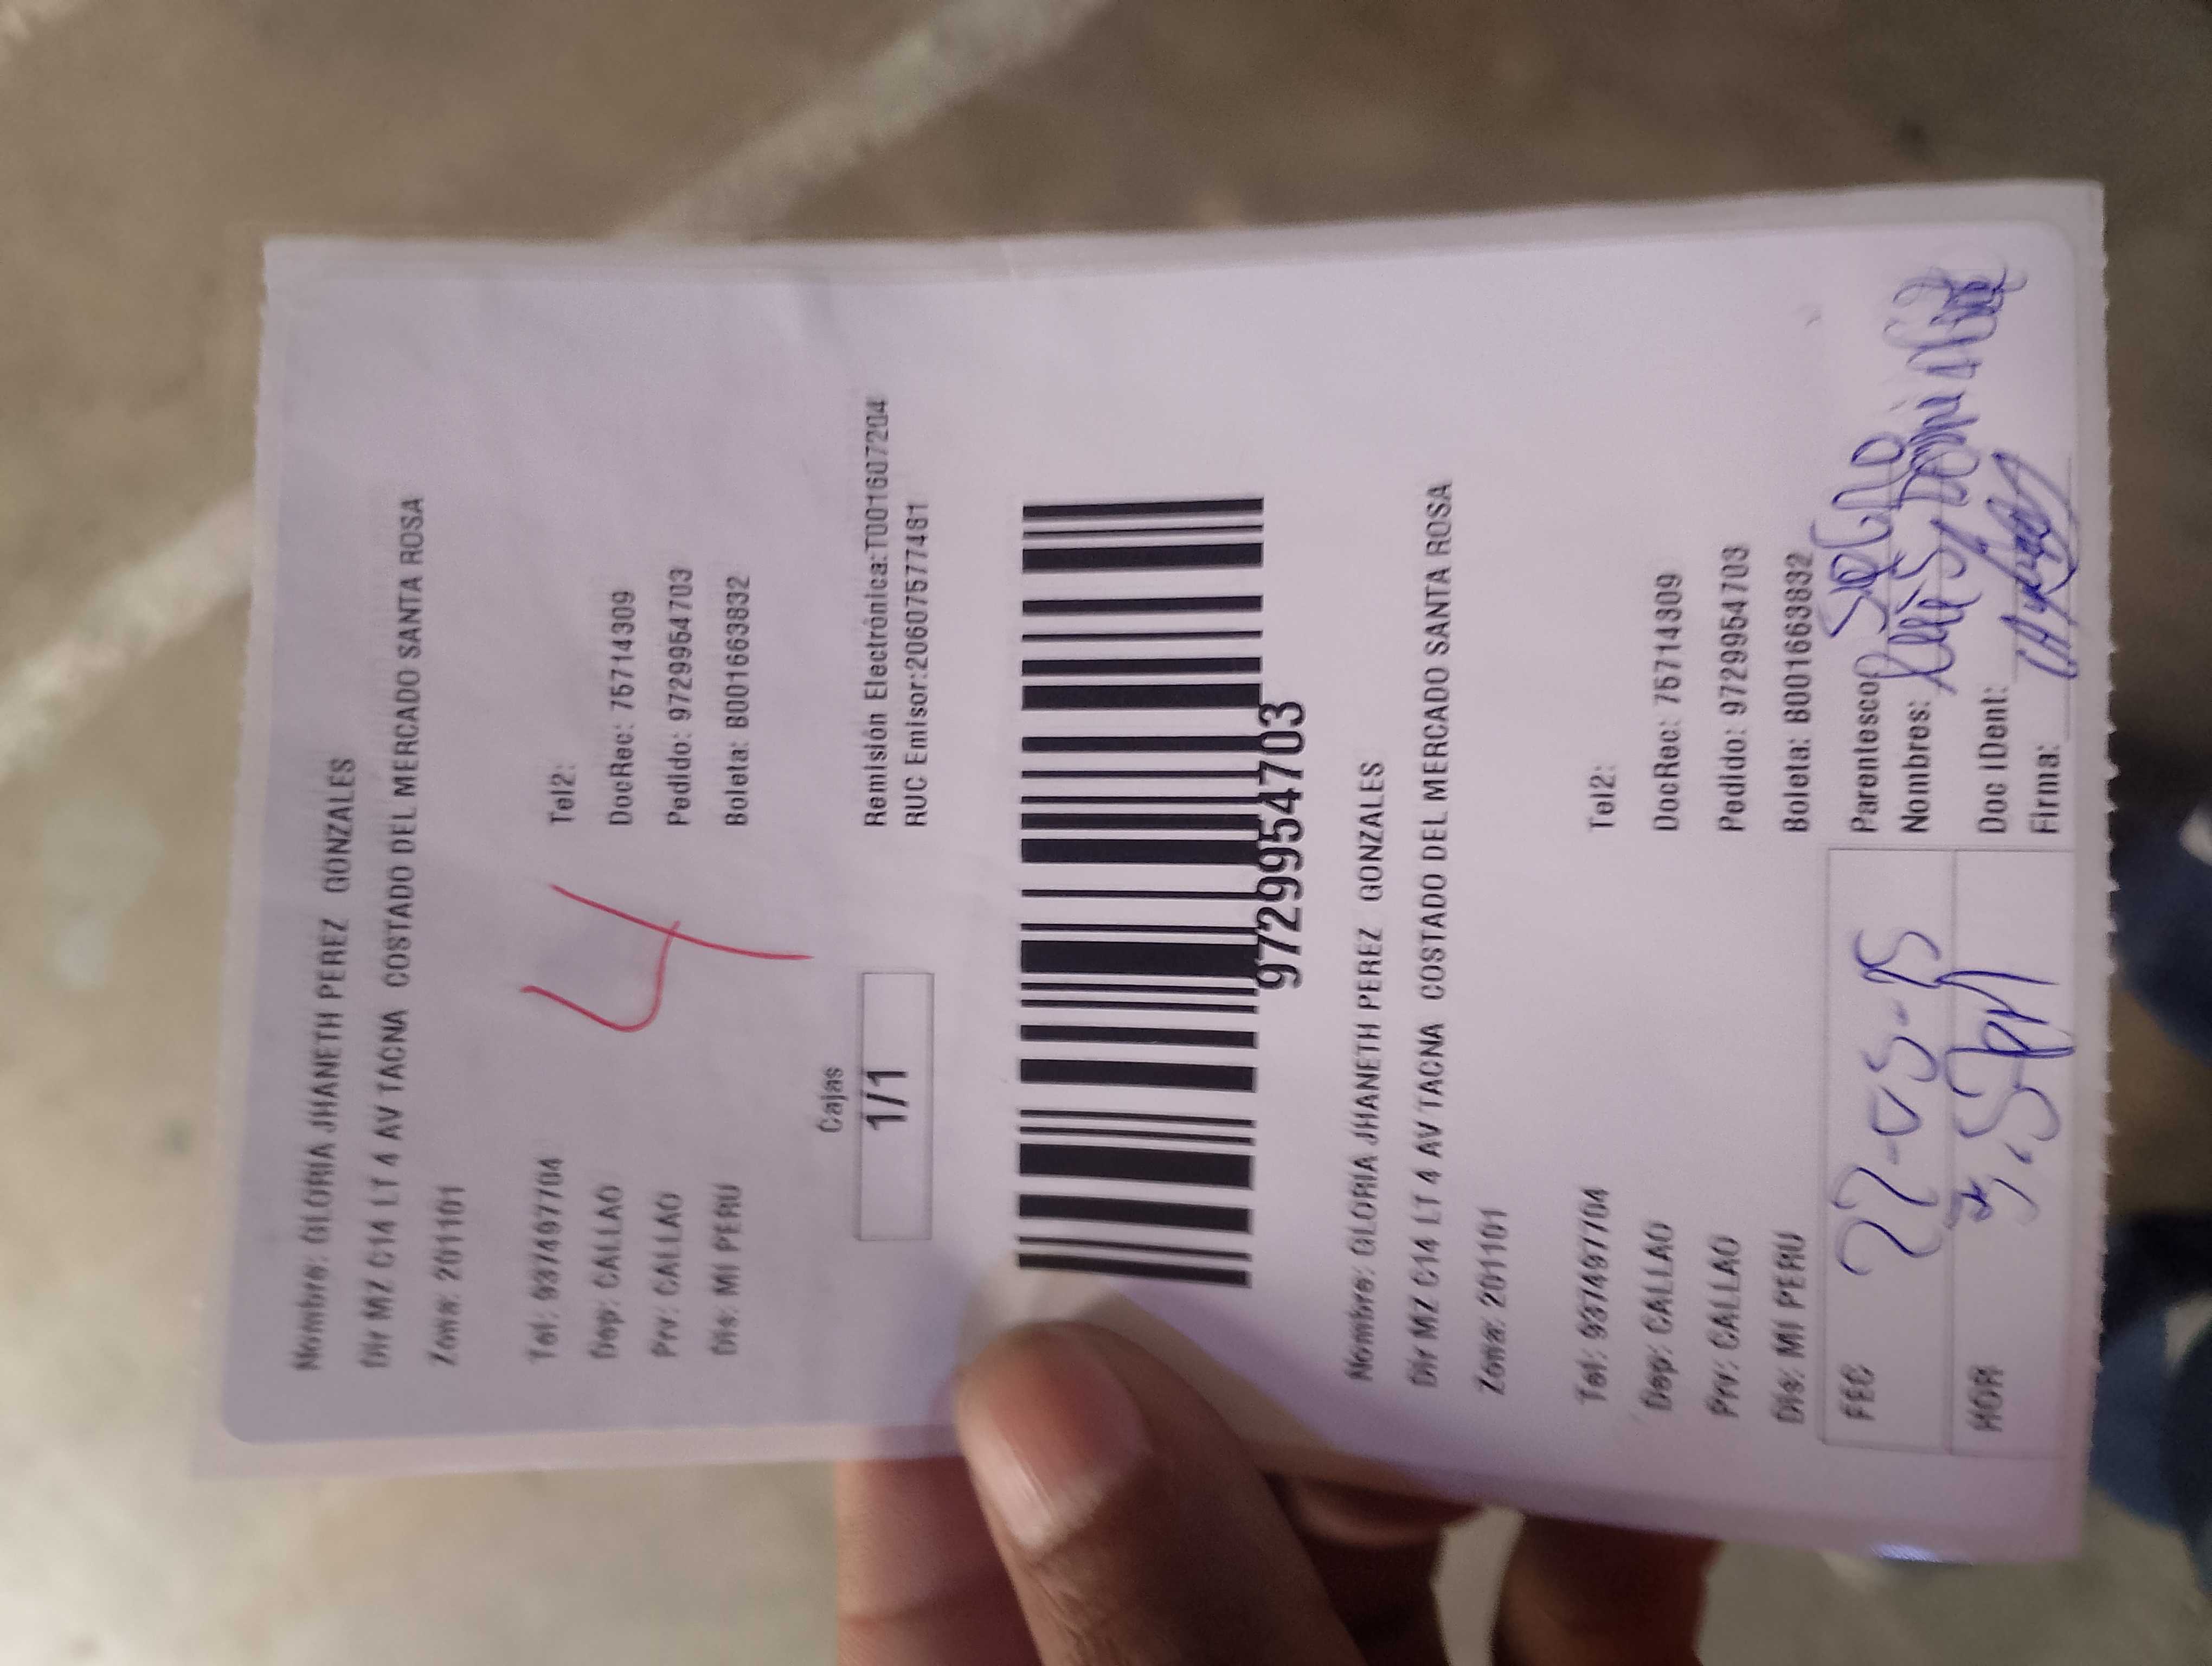 Nombre: GLORIA JHANETH PEREZ GONZALES
Dir MZ C14 LT 4 AV TACNA COSTADO DEL MERCADO SANTA ROSA
Zona: 201101
Tel: 937497704 Tel2:
Dep: CALLAO DocRec: 75714309
Prv: CALLAO Pedido: 9729954703
Dis: MI PERU Boleta: B001663832
4
Cajas
1/1
Remisión Electrónica:T001607204
RUC Emisor:20607577481
9729954703
Nombre: GLORIA JHANETH PEREZ GONZALES
Dir MZ C14 LT 4 AV TACNA COSTADO DEL MERCADO SANTA ROSA
Zona: 201101
Tel: 937497704 Tel2:
Dep: CALLAO DocRec: 75714309
Prv: CALLAO Pedido: 9729954703
Dis: MI PERU Boleta: B001663832
FEC Parentesco:
Nombres: Luis
HOR Doc IDent:
Firma: